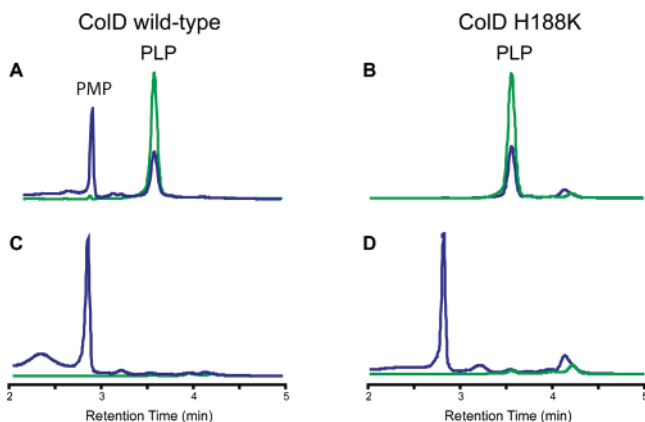 ColD wild-type
ColD H188K
A
PMP
PLP
B
PLP
C
D
2 3 4 5
Retention Time (min)
2 3 4 5
Retention Time (min)